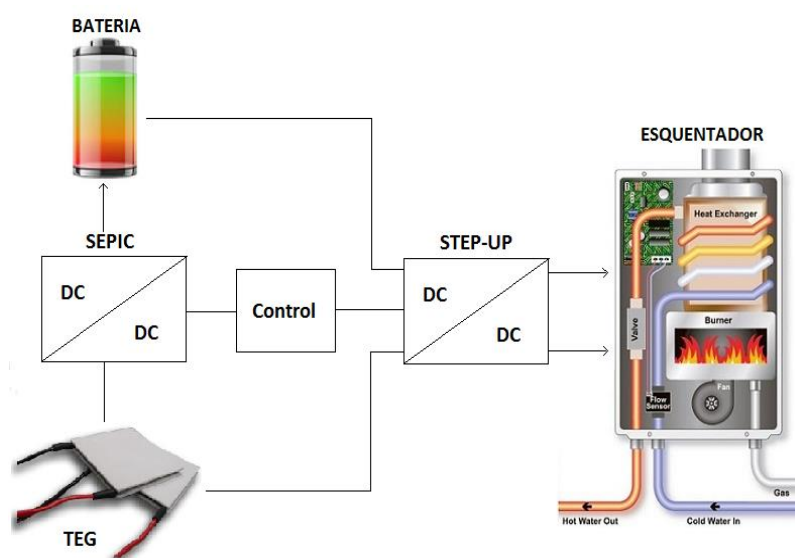 BATERIA
ESQUENTADOR
Heat Exchanger
SEPIC
STEP-UP
DC
DC
Control
DC
DC
Valve
Burner
Fan
Flow
Sensor
TEG
Gas
Hot Water Out
Cold Water In